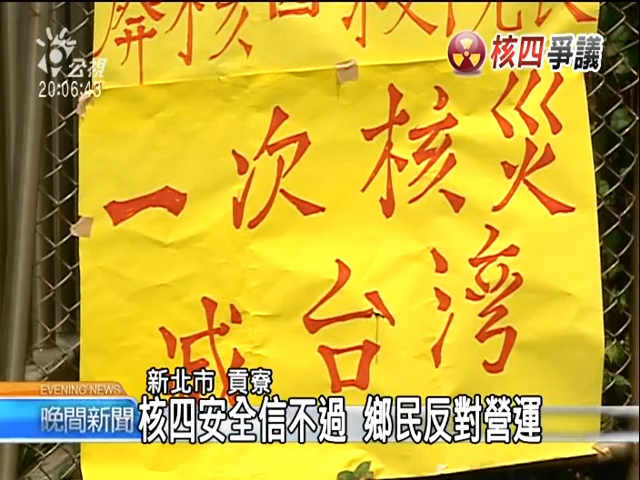 核
核四爭議
公視
20:06:43
一次核災
台湾
新北市 貢寮
EVENING NEWS
晚間新聞
核四安全信不過 鄉民反對營運